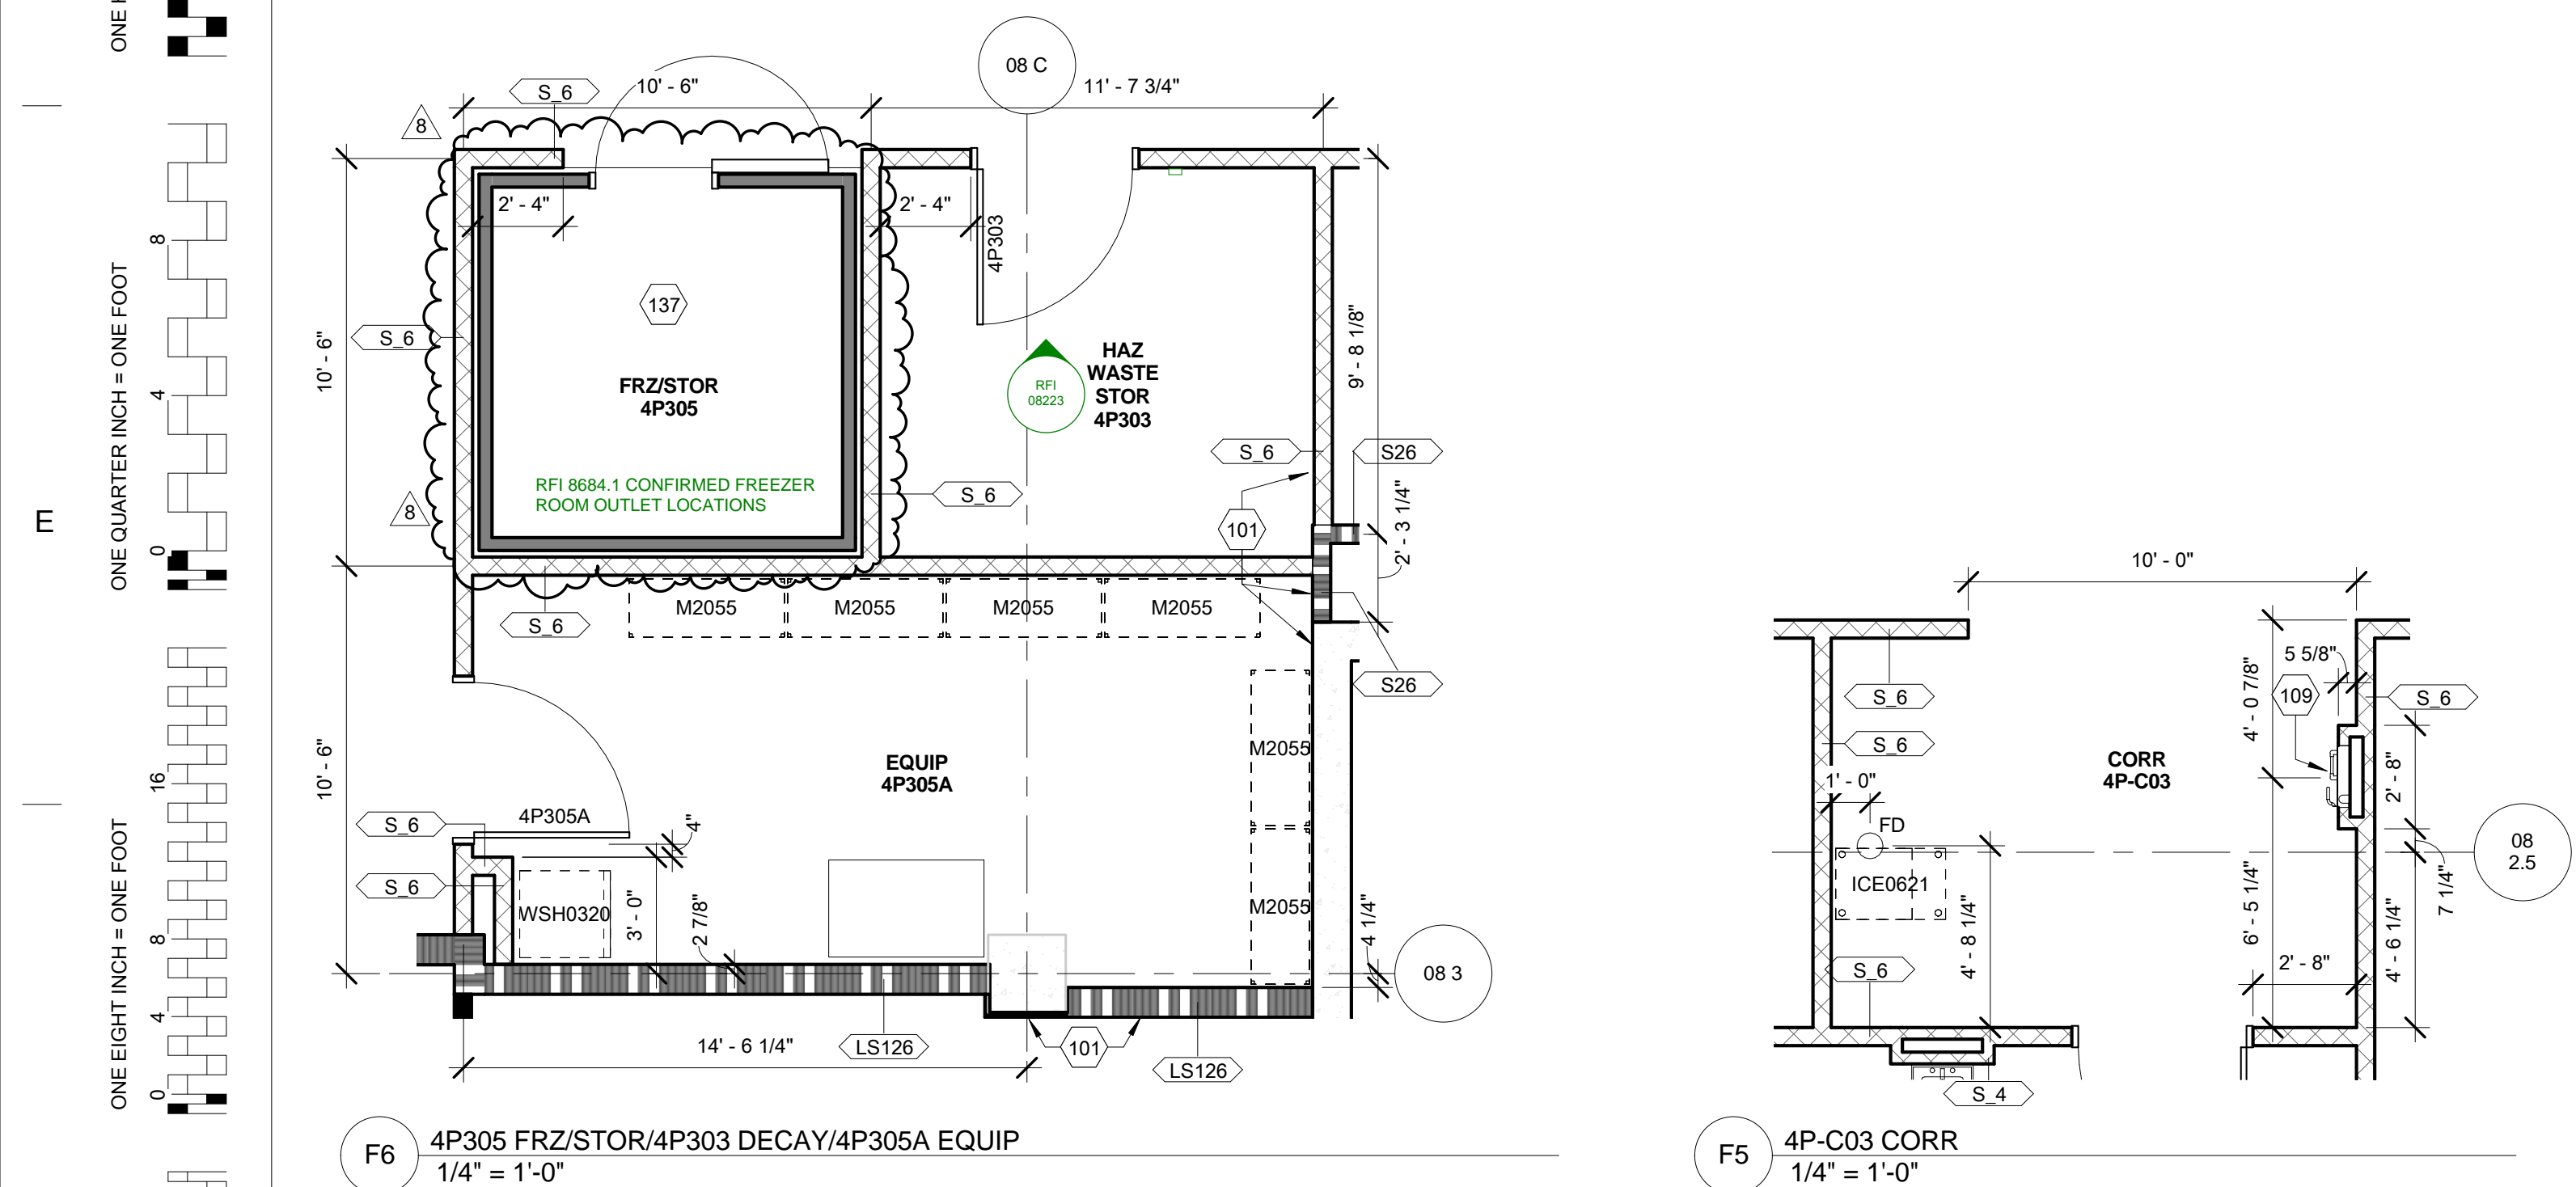 ONE H
8
4
0
ONE QUARTER INCH = ONE FOOT
E
16
8
4
0
ONE EIGHT INCH = ONE FOOT
08 C
S_6
10' - 6"
11' - 7 3/4"
8
2' - 4"
2' - 4"
4P303
137
S_6
10' - 6"
FRZ/STOR
4P305
HAZ
WASTE
STOR
4P303
RFI
08223
9' - 8 1/8"
RFI 8684.1 CONFIRMED FREEZER
ROOM OUTLET LOCATIONS
8
S_6
S_6
S26
101
2' - 3 1/4"
S_6
M2055
M2055
M2055
M2055
S26
10' - 6"
EQUIP
4P305A
M2055
4P305A
S_6
4"
S_6
WSH0320
3' - 0"
2 7/8"
M2055
4 1/4"
08 3
14' - 6 1/4"
LS126
101
LS126
F6
4P305 FRZ/STOR/4P303 DECAY/4P305A EQUIP
1/4" = 1'-0"
10' - 0"
5 5/8"
4' - 0 7/8"
109
S_6
S_6
S_6
CORR
4P-C03
1' - 0"
2' - 8"
FD
08
2.5
ICE0621
7 1/4"
4' - 8 1/4"
6' - 5 1/4"
4' - 6 1/4"
S_6
2' - 8"
S_4
F5
4P-C03 CORR
1/4" = 1'-0"